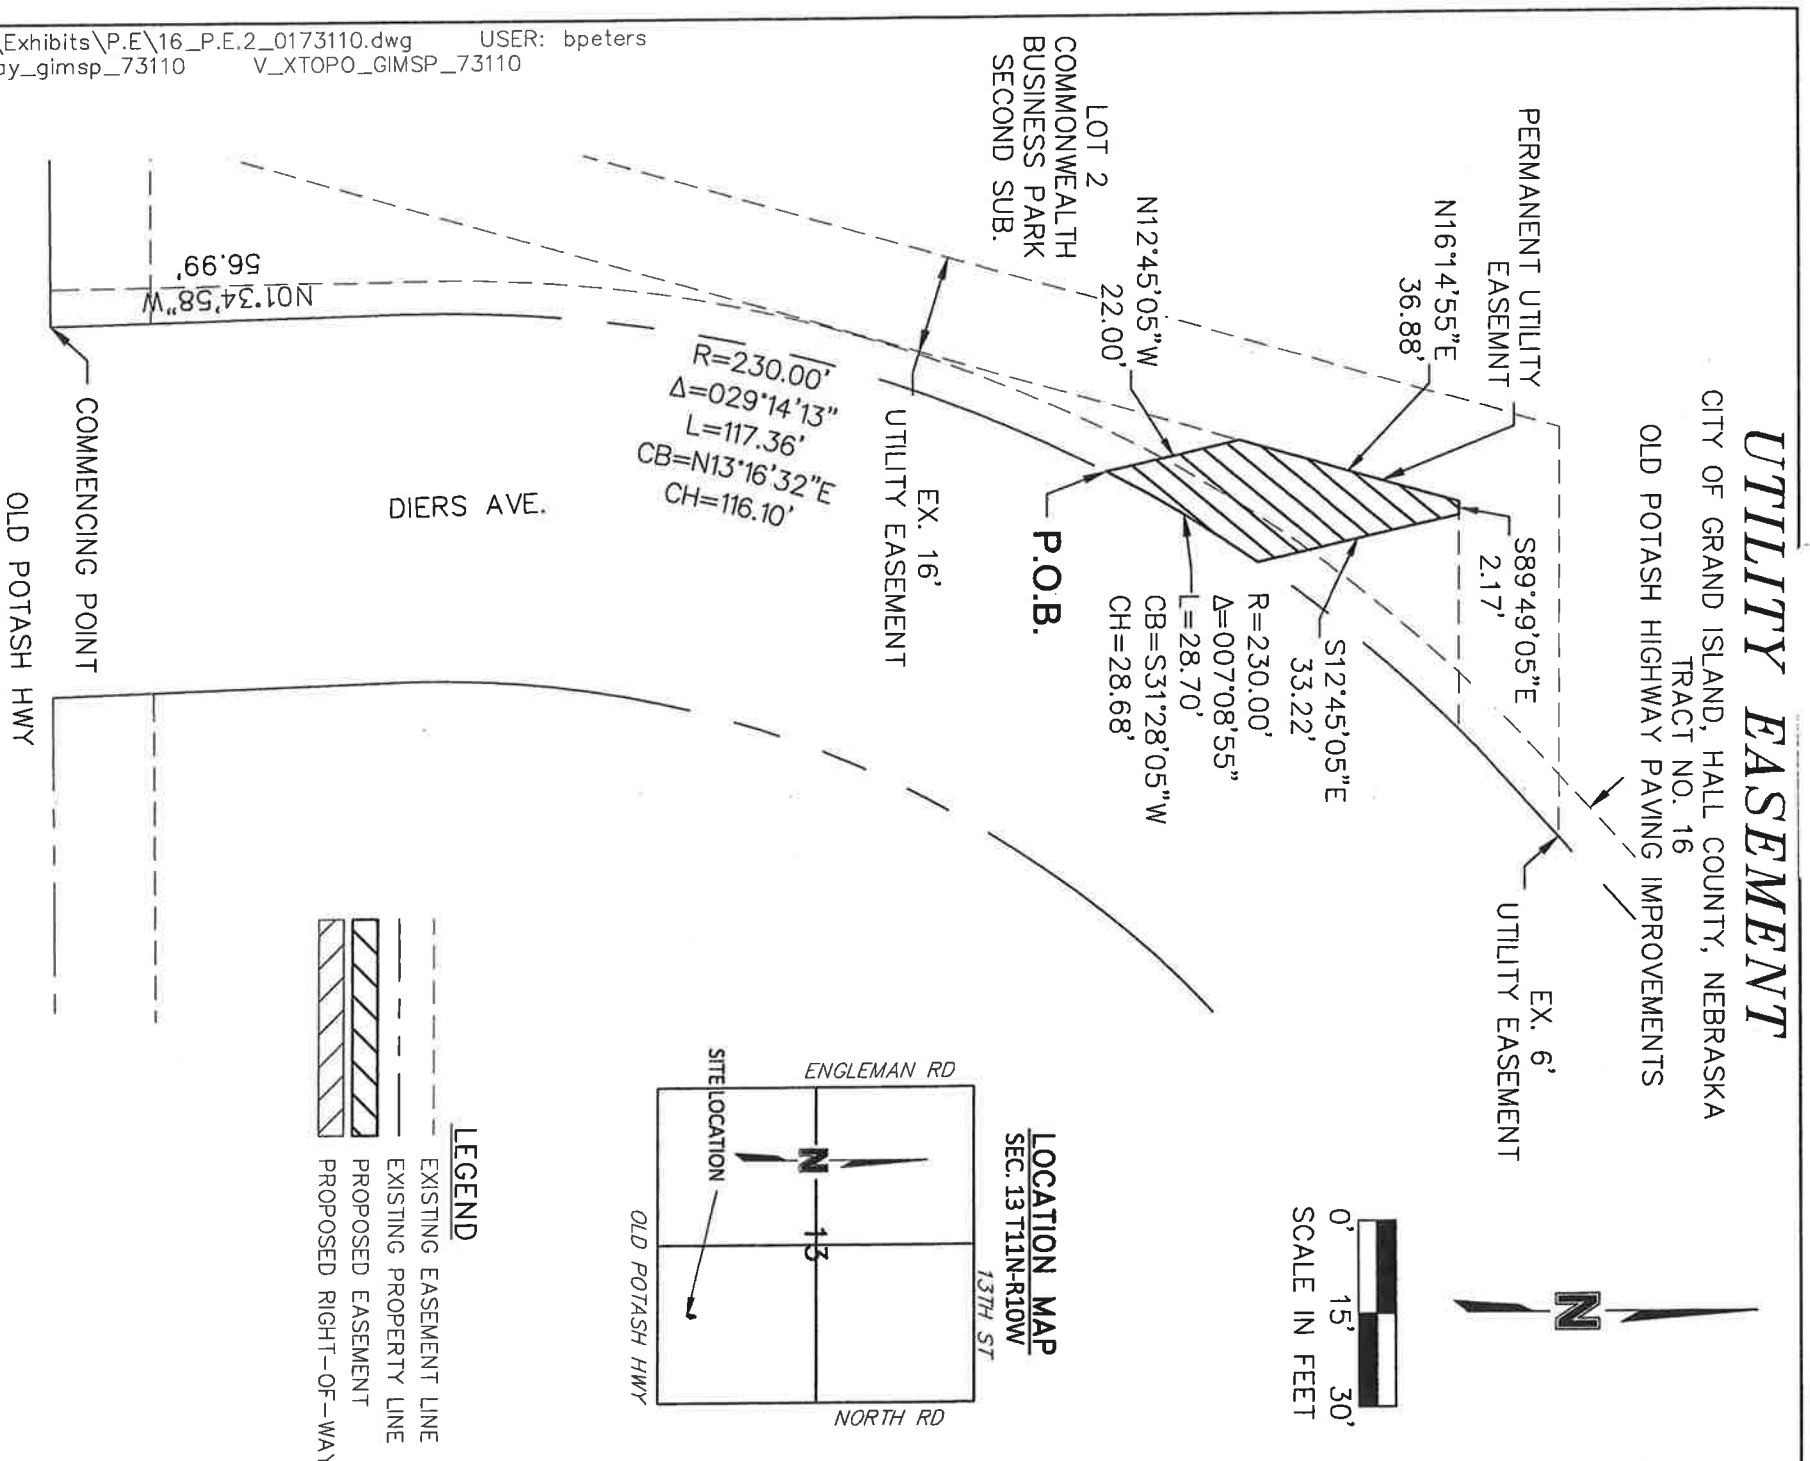 \Exhibits\P.E\16_P.E.2_0173110.dwg USER: bpeters
ay_gimsp_73110 V_XTOPO_GIMSP_73110
UTILITY EASEMENT
CITY OF GRAND ISLAND, HALL COUNTY, NEBRASKA
TRACT NO. 16
OLD POTASH HIGHWAY PAVING IMPROVEMENTS
PERMANENT UTILITY
EASEMNT
N16°14'55"E
36.88'
S89°49'05"E
2.17'
N12°45'05"W
22.00'
LOT 2
COMMONWEALTH
BUSINESS PARK
SECOND SUB.
S12°45'05"E
33.22'
R=230.00'
Δ=007°08'55"
L=28.70'
CB=S31°28'05"W
CH=28.68'
P.O.B.
EX. 6'
UTILITY EASEMENT
EX. 16'
UTILITY EASEMENT
R=230.00'
Δ=029°14'13"
L=117.36'
CB=N13°16'32"E
CH=116.10'
DIERS AVE.
N01°34'58"W
56.99'
COMMENCING POINT
OLD POTASH HWY
N
0' 15' 30'
SCALE IN FEET
LOCATION MAP
SEC. 13 T11N-R10W
13TH ST
ENGLEMAN RD
NORTH RD
N
13
SITE LOCATION
OLD POTASH HWY
LEGEND
EXISTING EASEMENT LINE
EXISTING PROPERTY LINE
PROPOSED EASEMENT
PROPOSED RIGHT-OF-WAY